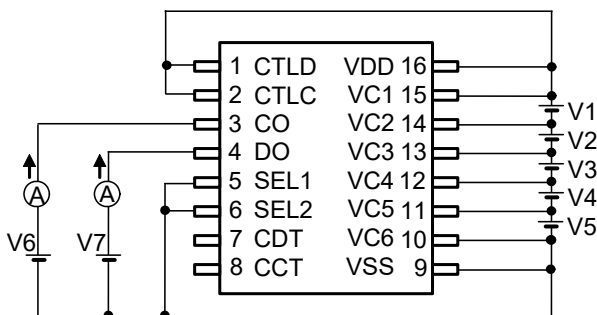 1 CTLD VDD 16
2 CTLC VC1 15
V1
3 CO VC2 14
V2
4 DO VC3 13
V3
A A
5 SEL1 VC4 12
V4
6 SEL2 VC5 11
V5
V6 V7
7 CDT VC6 10
8 CCT VSS 9